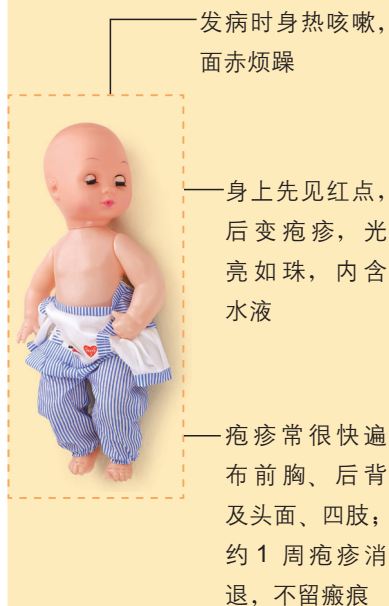 发病时身热咳嗽，
面赤烦躁
身上先见红点，
后变疱疹，光
亮如珠，内含
水液
疱疹常很快遍
布前胸、后背
及头面、四肢；
约 1 周疱疹消
退，不留瘢痕